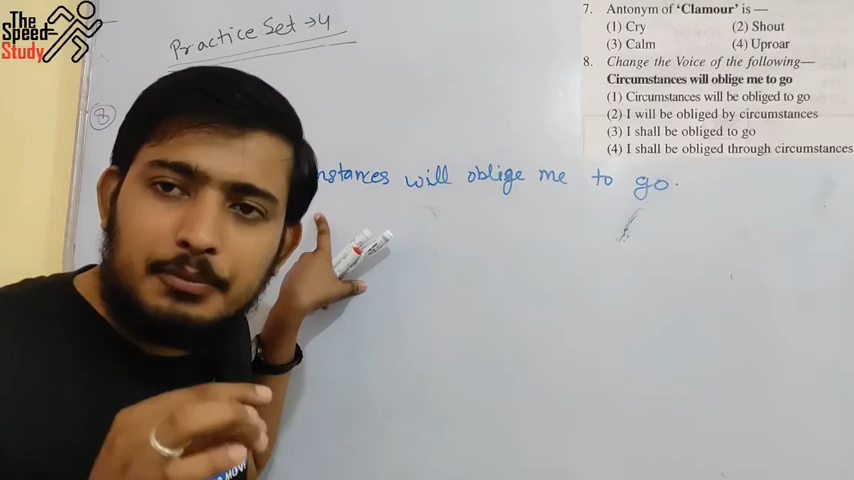 The
Speed
Study
Practice Set → 4
7. Antonym of ‘Clamour’ is —
(1) Cry (2) Shout
(3) Calm (4) Uproar
8. Change the Voice of the following—
Circumstances will oblige me to go
(1) Circumstances will be obliged to go
(2) I will be obliged by circumstances
(3) I shall be obliged to go
(4) I shall be obliged through circumstances
8
nstances will oblige me to go.